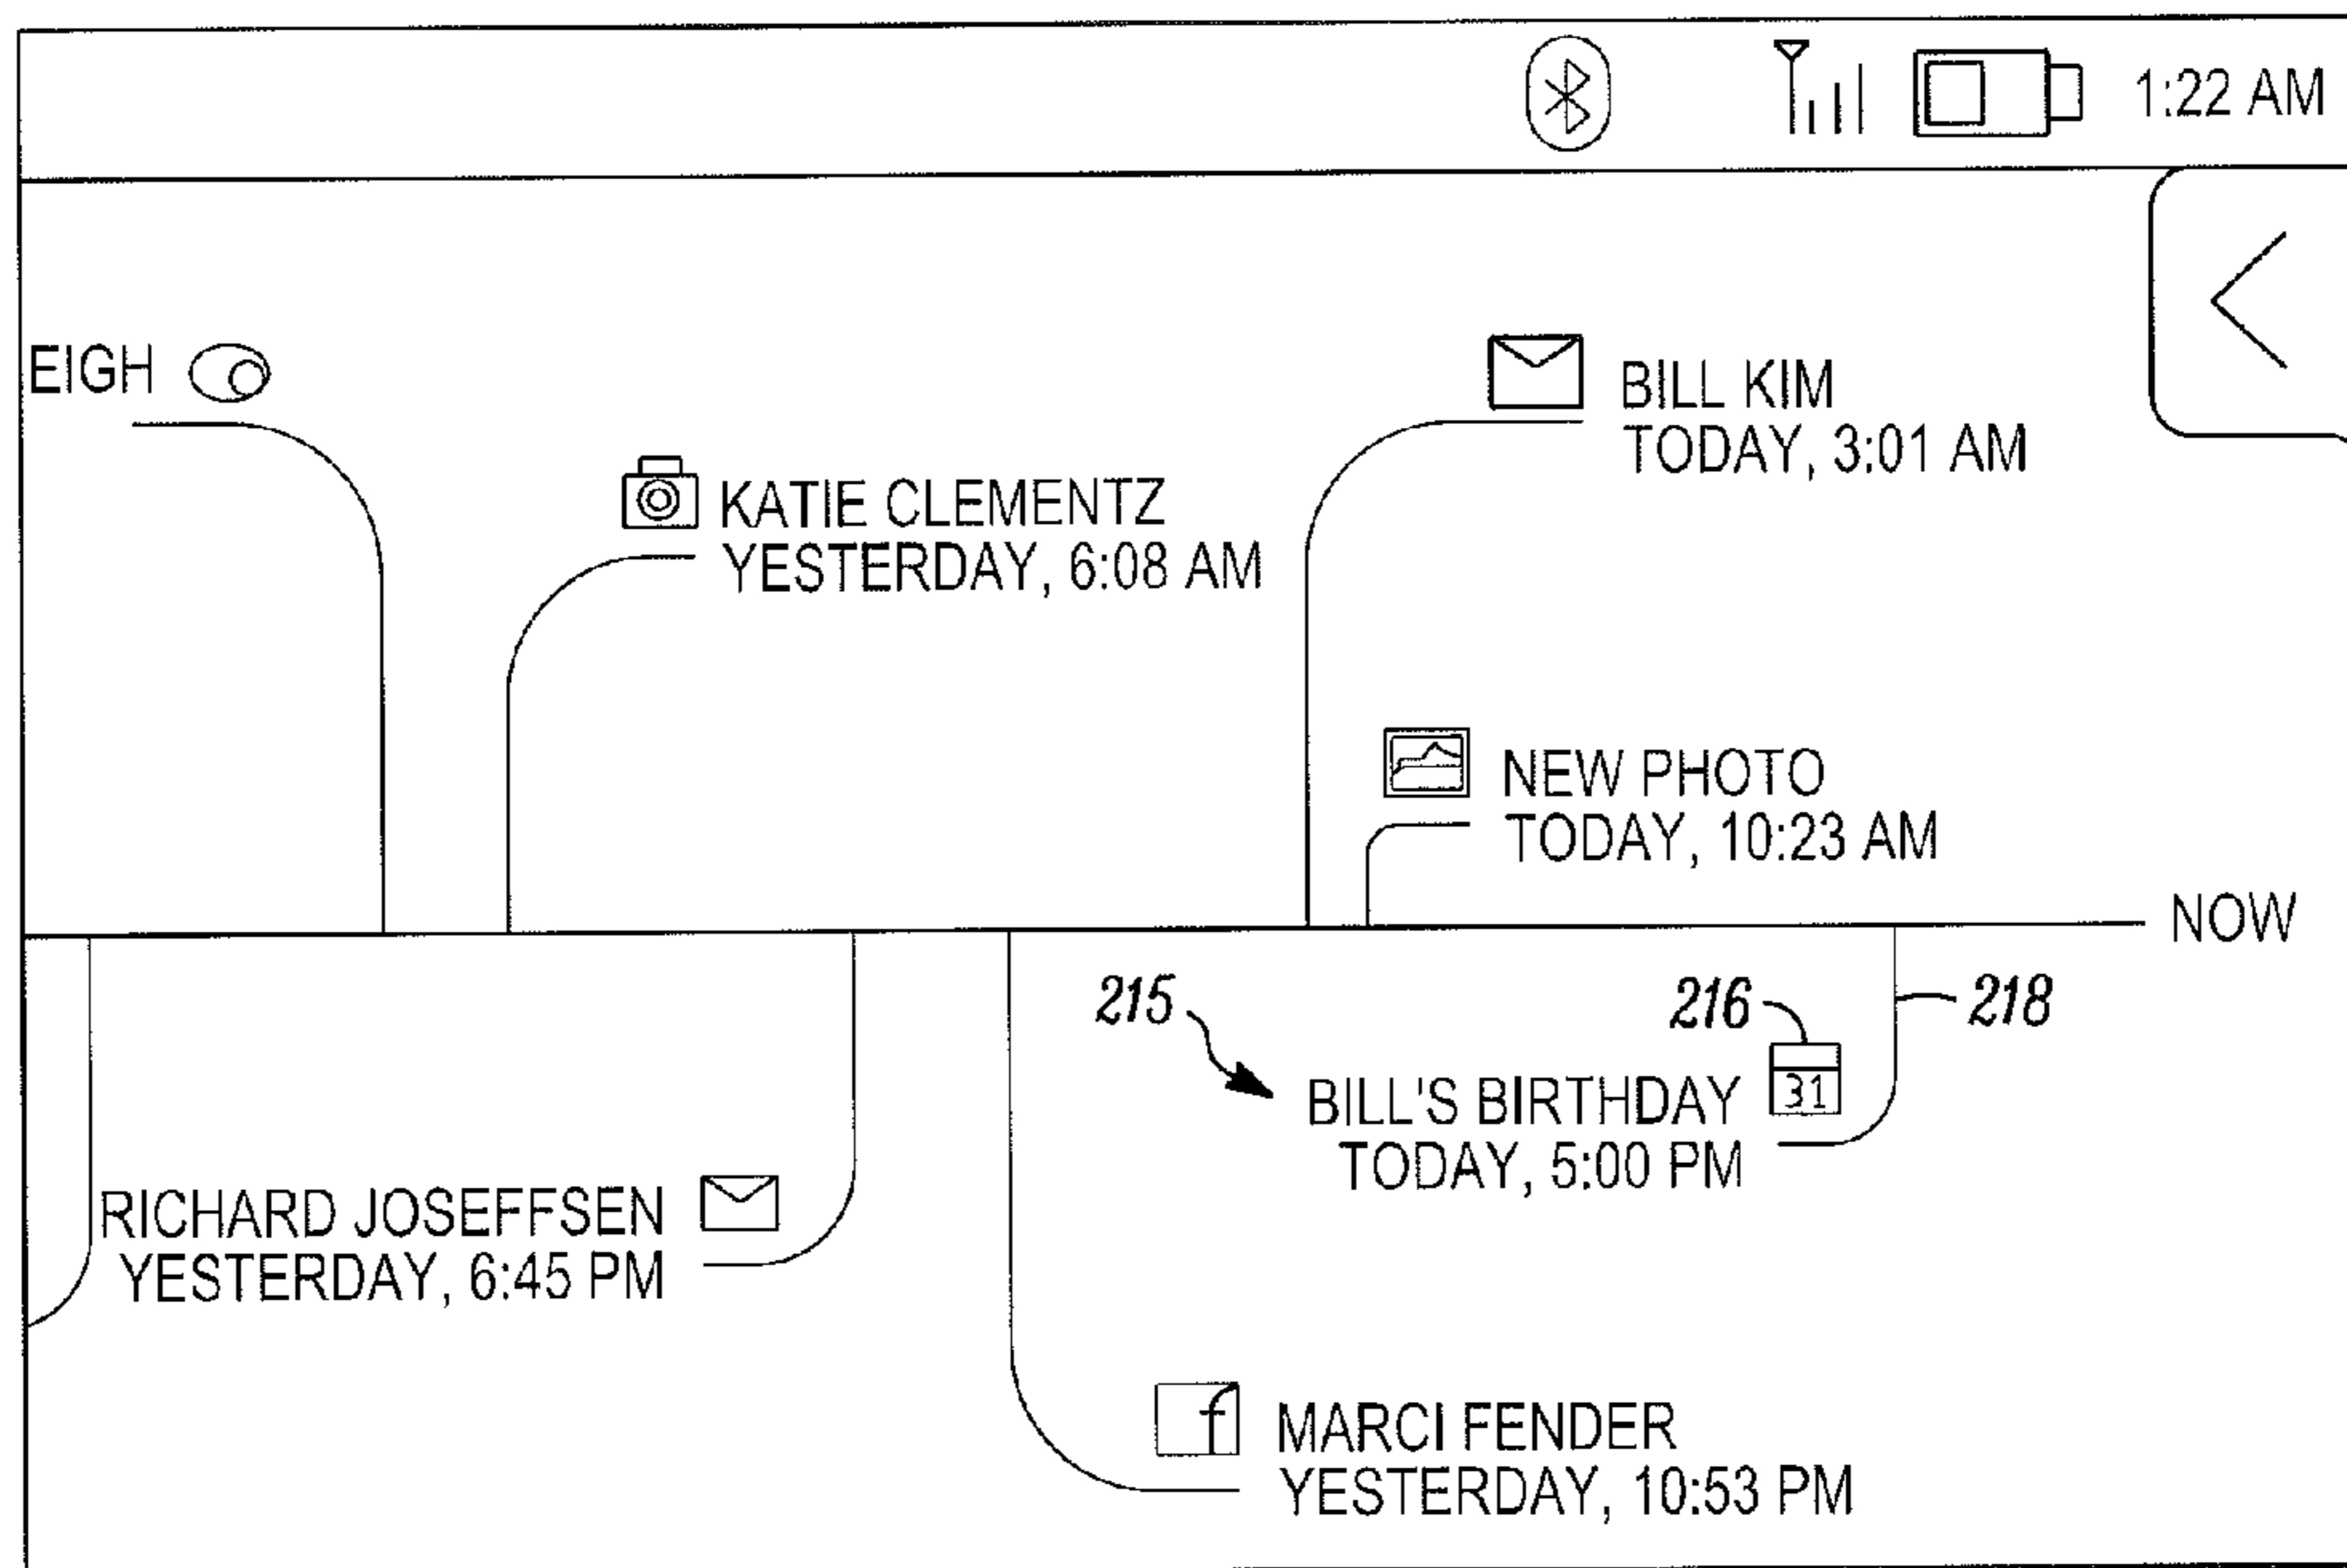 1:22 AM
EIGH
BILL KIM
TODAY, 3:01 AM
KATIE CLEMENTZ
YESTERDAY, 6:08 AM
NEW PHOTO
TODAY, 10:23 AM
NOW
215
216
218
31
BILL'S BIRTHDAY
TODAY, 5:00 PM
RICHARD JOSEFFSEN
YESTERDAY, 6:45 PM
f
MARCI FENDER
YESTERDAY, 10:53 PM